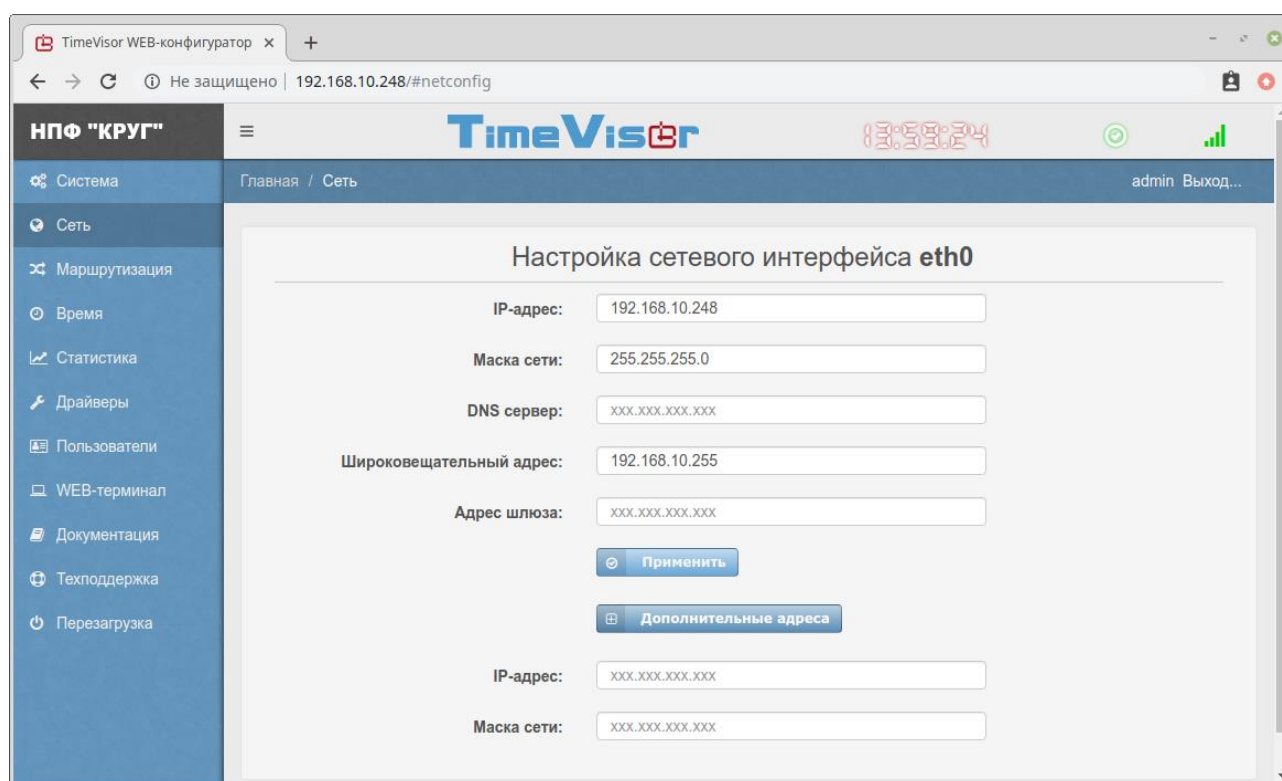 TimeVisor WEB-конфигуратор
Не защищено | 192.168.10.248/#netconfig
НПФ "КРУГ"
TimeVisor
13:59:24
Система
Главная / Сеть
admin Выход...
Сеть
Маршрутизация
Время
Статистика
Драйверы
Пользователи
WEB-терминал
Документация
Техподдержка
Перезагрузка
Настройка сетевого интерфейса eth0
IP-адрес: 192.168.10.248
Маска сети: 255.255.255.0
DNS сервер: xxx.xxx.xxx.xxx
Широковещательный адрес: 192.168.10.255
Адрес шлюза: xxx.xxx.xxx.xxx
Применить
Дополнительные адреса
IP-адрес: xxx.xxx.xxx.xxx
Маска сети: xxx.xxx.xxx.xxx